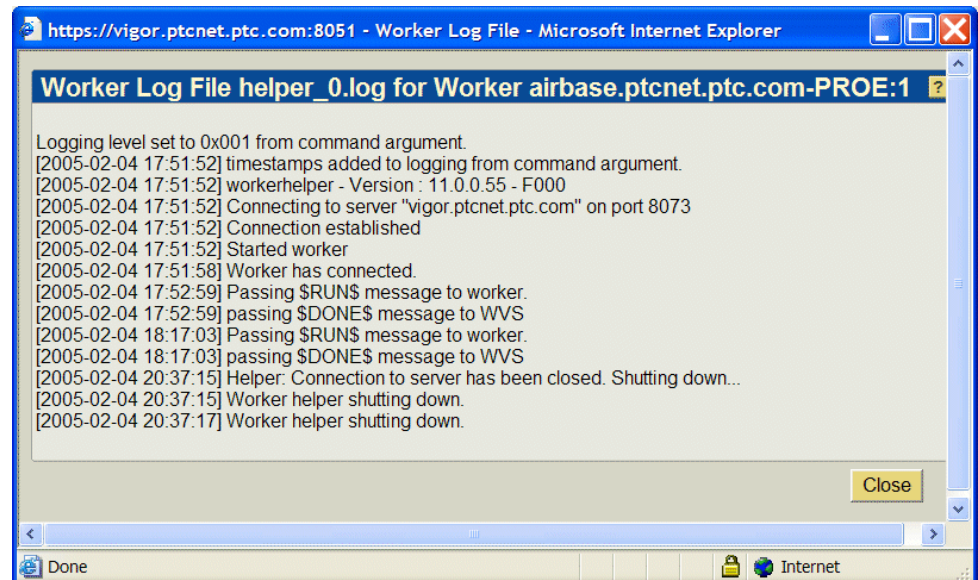 https://vigor.ptcnet.ptc.com:8051 - Worker Log File - Microsoft Internet Explorer
Worker Log File helper_0.log for Worker airbase.ptcnet.ptc.com-PROE:1 ?
Logging level set to 0x001 from command argument.
[2005-02-04 17:51:52] timestamps added to logging from command argument.
[2005-02-04 17:51:52] workerhelper - Version : 11.0.0.55 - F000
[2005-02-04 17:51:52] Connecting to server "vigor.ptcnet.ptc.com" on port 8073
[2005-02-04 17:51:52] Connection established
[2005-02-04 17:51:52] Started worker
[2005-02-04 17:51:58] Worker has connected.
[2005-02-04 17:52:59] Passing $RUN$ message to worker.
[2005-02-04 17:52:59] passing $DONE$ message to WVS
[2005-02-04 18:17:03] Passing $RUN$ message to worker.
[2005-02-04 18:17:03] passing $DONE$ message to WVS
[2005-02-04 20:37:15] Helper: Connection to server has been closed. Shutting down...
[2005-02-04 20:37:15] Worker helper shutting down.
[2005-02-04 20:37:17] Worker helper shutting down.
Close
Done
Internet